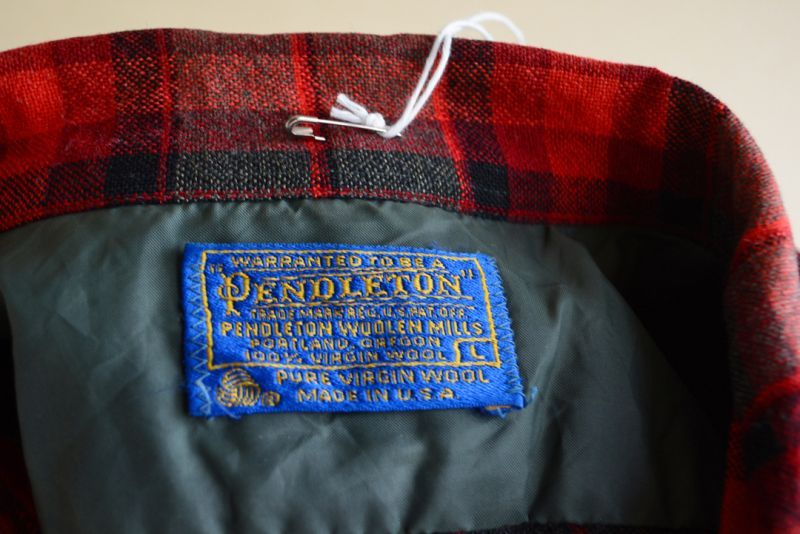 WARRANTED TO BE A
"PENDLETON"
TRADE MARK REG. U.S. PAT. OFF.
PENDLETON WOOLEN MILLS
PORTLAND, OREGON
100% VIRGIN WOOL L
PURE VIRGIN WOOL
® MADE IN U.S.A.